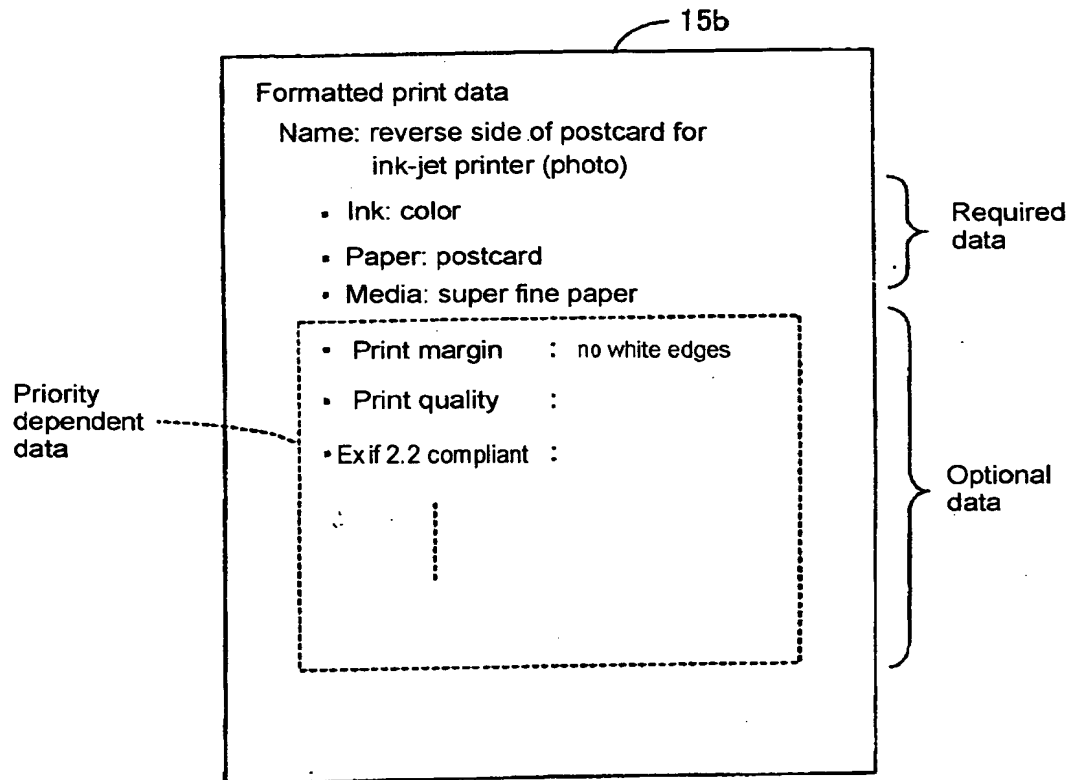 15b
Formatted print data
Name: reverse side of postcard for
ink-jet printer (photo)
• Ink: color
• Paper: postcard
• Media: super fine paper
Required
data
• Print margin : no white edges
• Print quality :
• Exif 2.2 compliant :
Priority
dependent
data
Optional
data